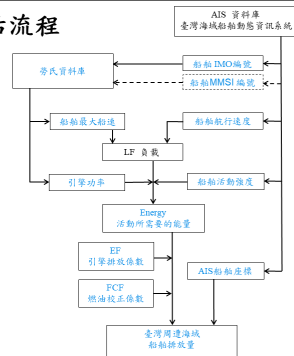 流程
AIS 資料庫
臺灣海域船舶動態資訊系統
勞氏資料庫
船舶IMO編號
船舶MMSI 編號
船舶最大船速
船舶航行速度
LF 負載
引擎功率
船舶活動強度
Energy
活動所需要的能量
EF
引擎排放係數
AIS船舶座標
FCF
燃油校正係數
臺灣周遭海域
船舶排放量